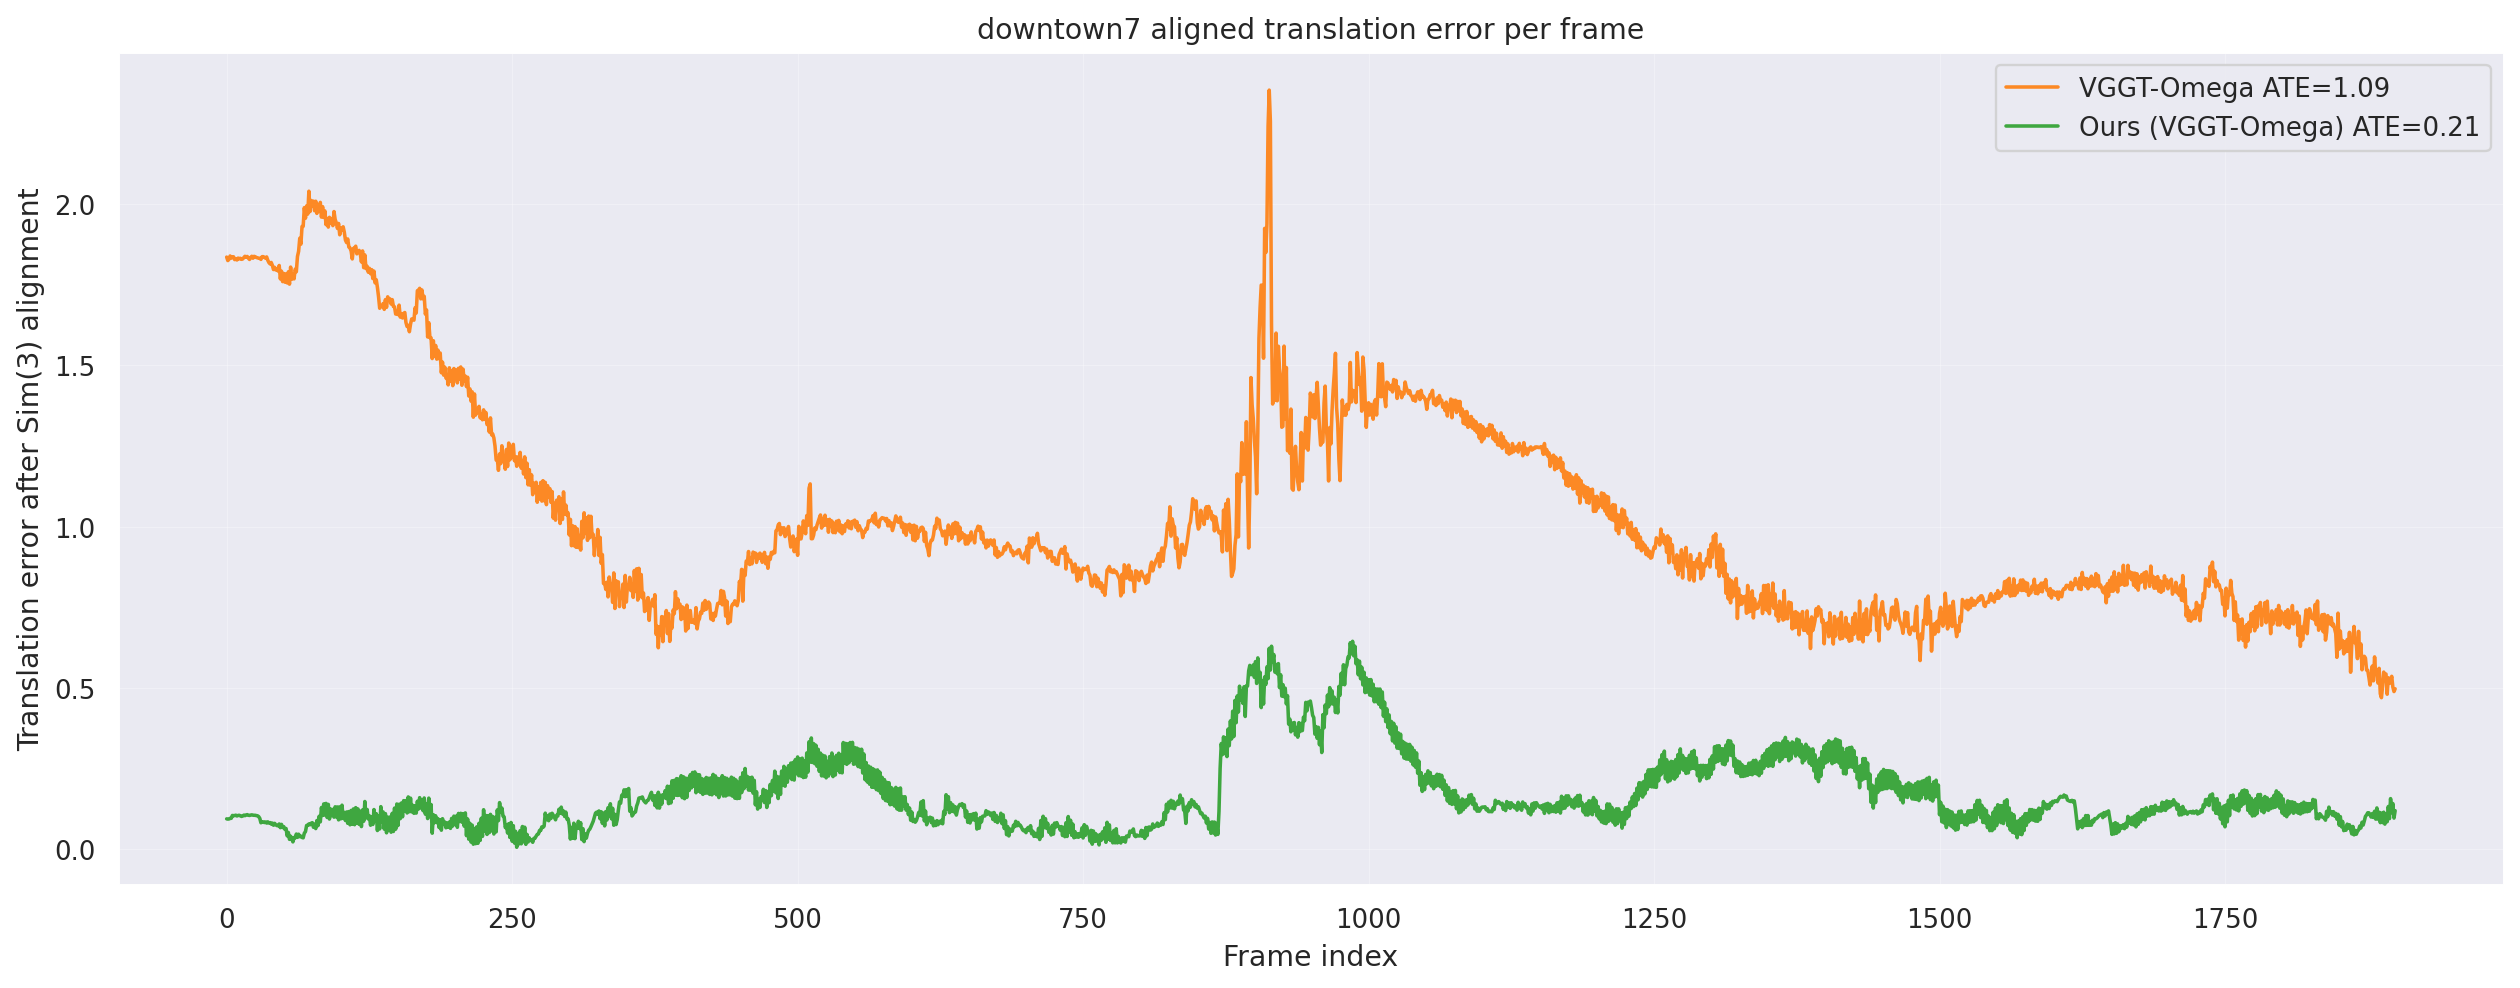 downtown7 aligned translation error per frame
VGGT-Omega ATE=1.09
Ours (VGGT-Omega) ATE=0.21
Translation error after Sim(3) alignment
2.0
1.5
1.0
0.5
0.0
0 250 500 750 1000 1250 1500 1750
Frame index